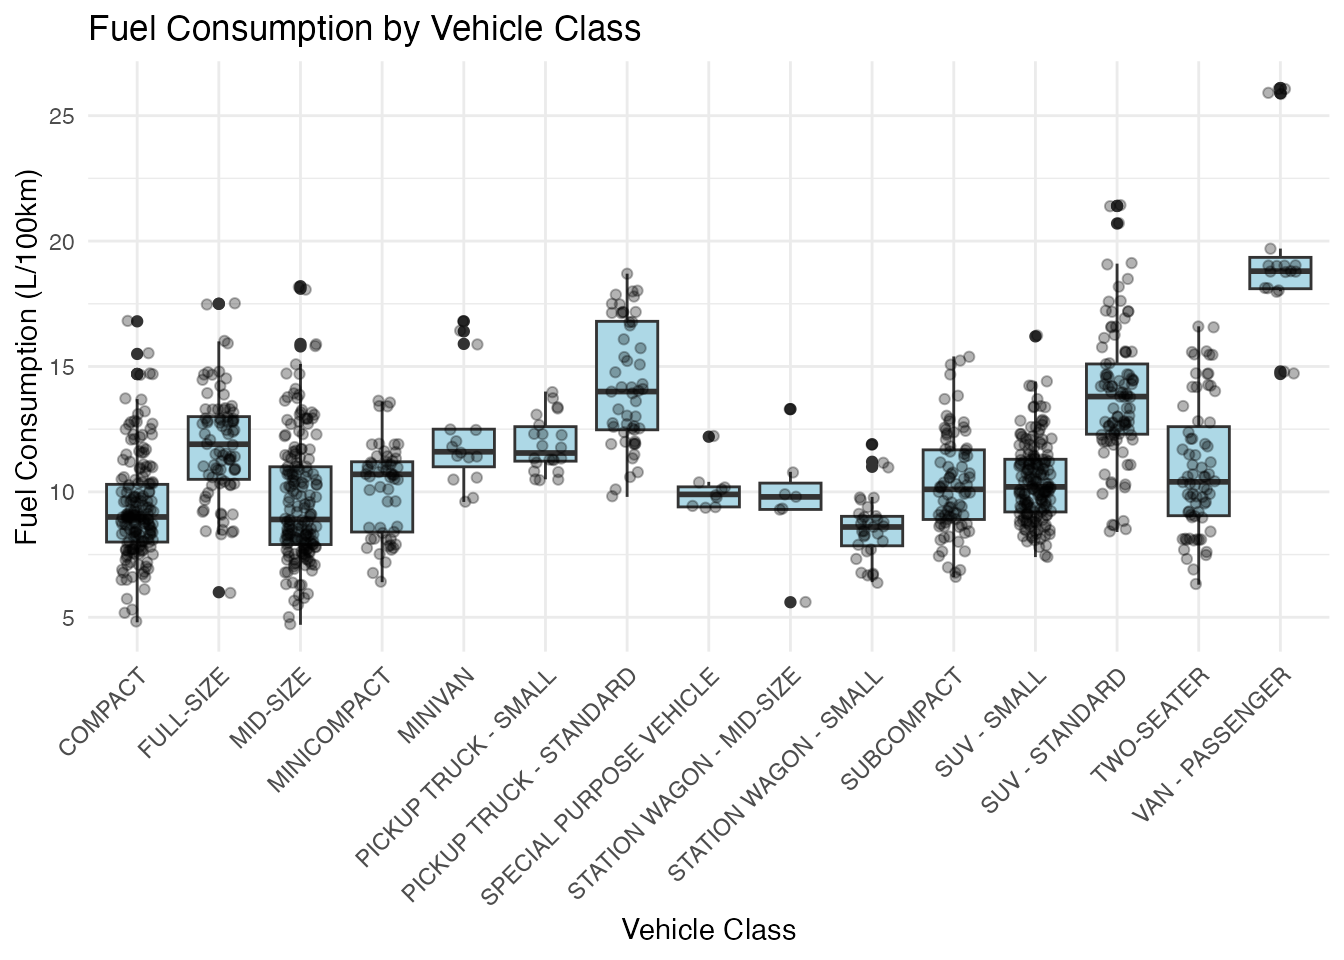 Fuel Consumption by Vehicle Class
Fuel Consumption (L/100km)
25
20
15
10
5
COMPACT
FULL-SIZE
MID-SIZE
MINICOMPACT
MINIVAN
PICKUP TRUCK - SMALL
PICKUP TRUCK - STANDARD
SPECIAL PURPOSE VEHICLE
STATION WAGON - MID-SIZE
STATION WAGON - SMALL
SUBCOMPACT
SUV - SMALL
SUV - STANDARD
TWO-SEATER
VAN - PASSENGER
Vehicle Class